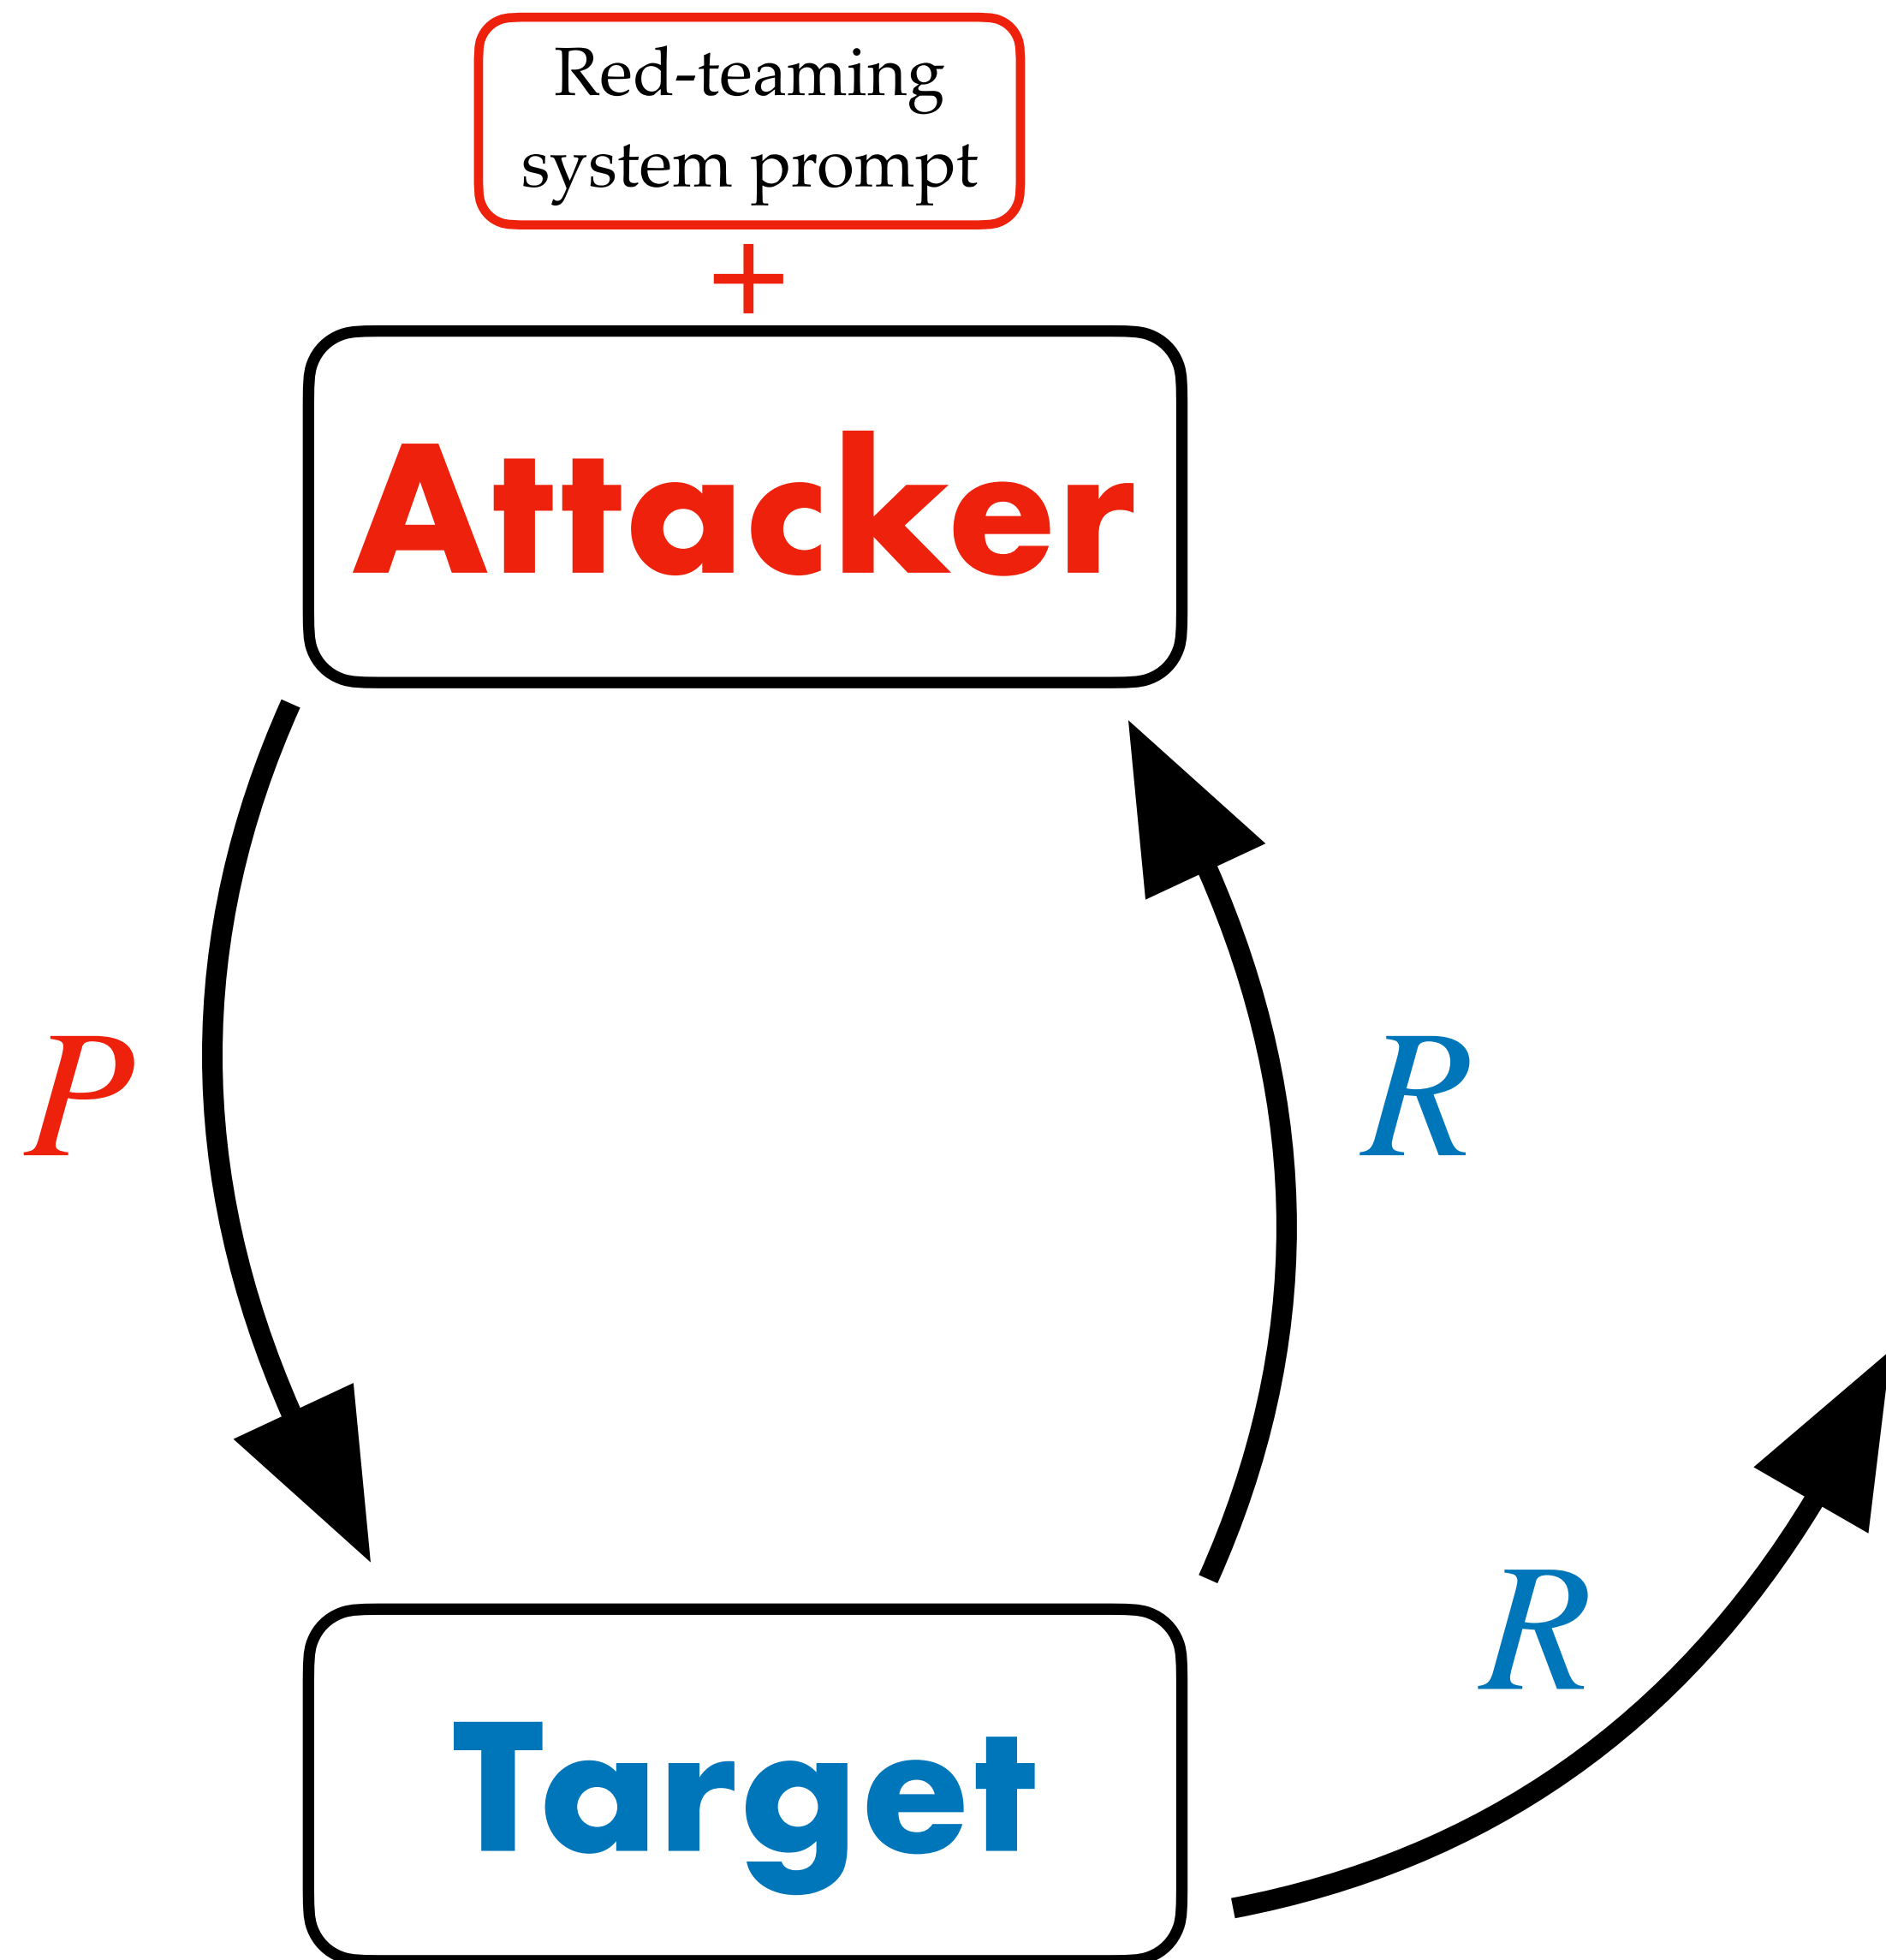 Red-teaming
system prompt
+
Attacker
P
R
R
Target